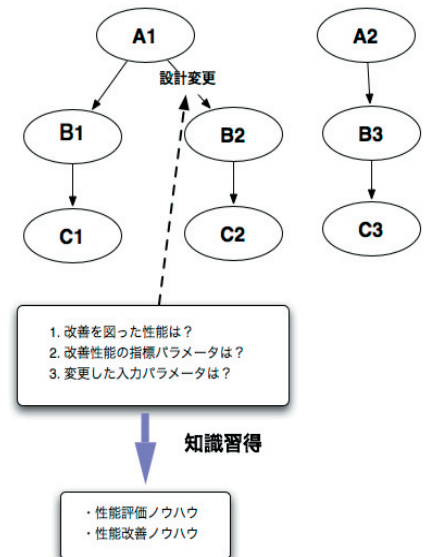 A1
A2
設計変更
B1
B2
B3
C1
C2
C3
1. 改善を図った性能は？
2. 改善性能の指標パラメータは？
3. 変更した入力パラメータは？
知識習得
・性能評価ノウハウ
・性能改善ノウハウ